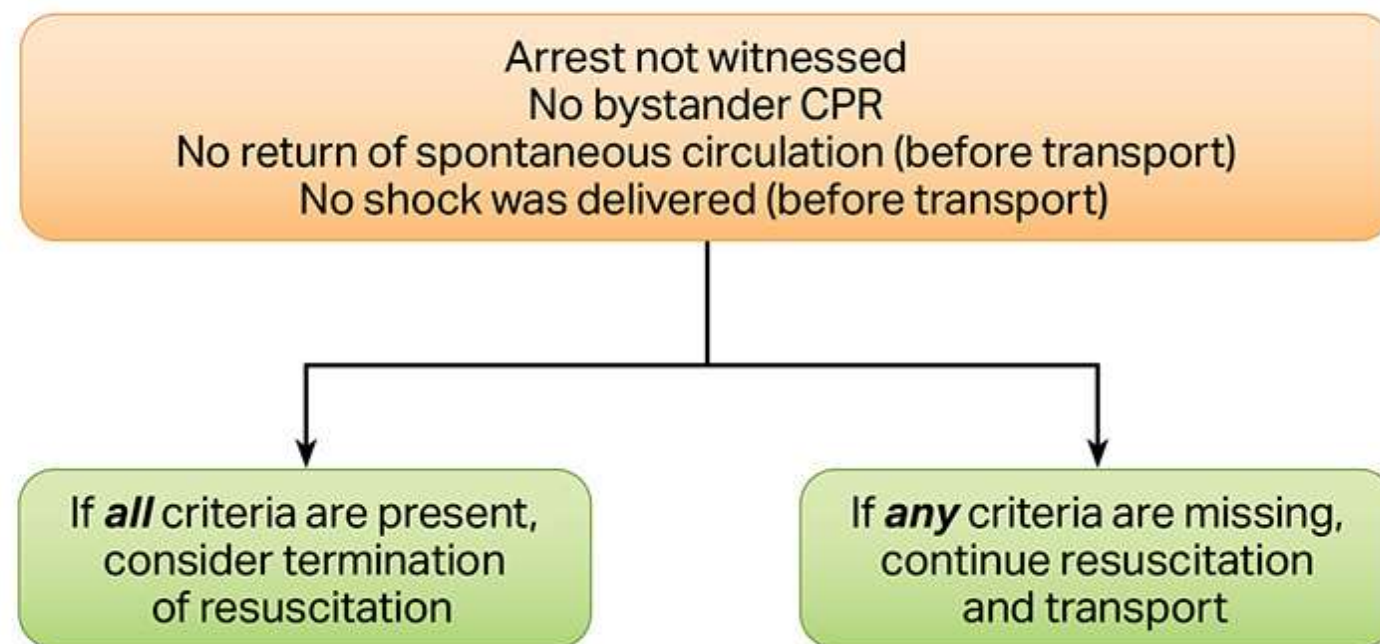 Arrest not witnessed
No bystander CPR
No return of spontaneous circulation (before transport)
No shock was delivered (before transport)
If all criteria are present,
consider termination
of resuscitation
If any criteria are missing,
continue resuscitation
and transport